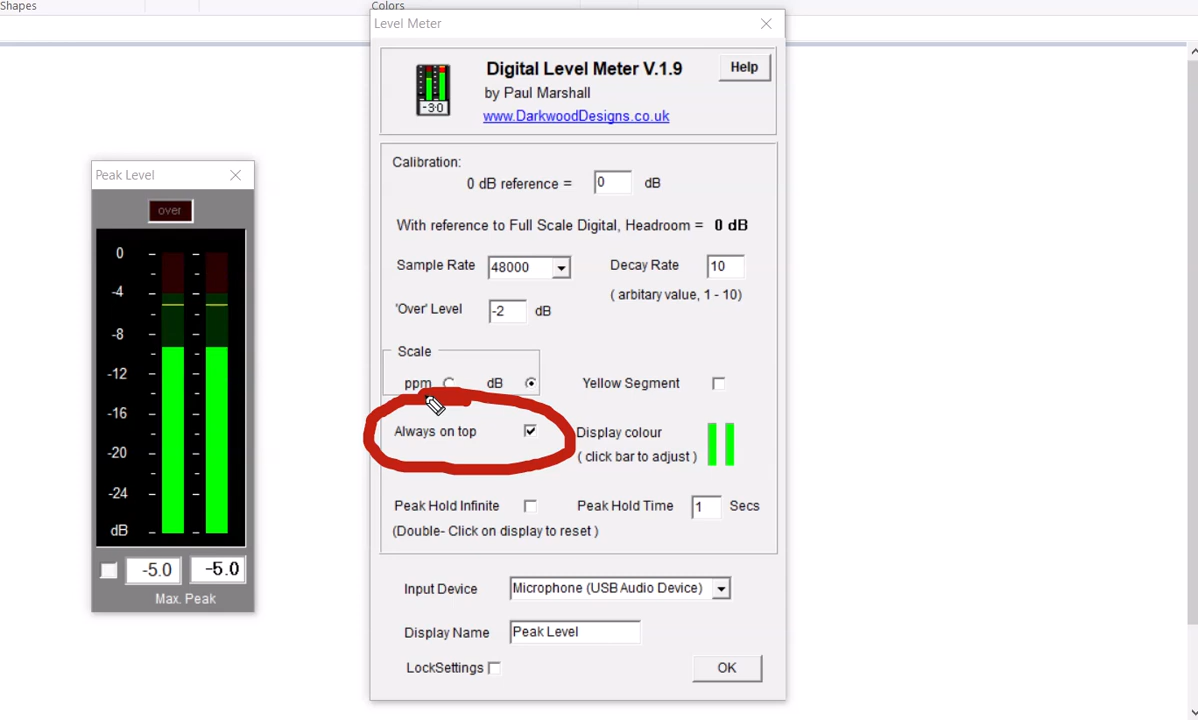 Shapes
Colors
Level Meter
Digital Level Meter V.1.9
Help
by Paul Marshall
www.DarkwoodDesigns.co.uk
-30
Peak Level
over
0
-4
-8
-12
-16
-20
-24
dB
-5.0
-5.0
Max. Peak
Calibration:
0 dB reference = 0 dB
With reference to Full Scale Digital, Headroom = 0 dB
Sample Rate 48000
Decay Rate 10
( arbitary value, 1 - 10)
'Over' Level -2 dB
Scale
ppm dB
Yellow Segment
Always on top
Display colour
( click bar to adjust )
Peak Hold Infinite
Peak Hold Time 1 Secs
(Double- Click on display to reset )
Input Device Microphone (USB Audio Device)
Display Name Peak Level
LockSettings
OK